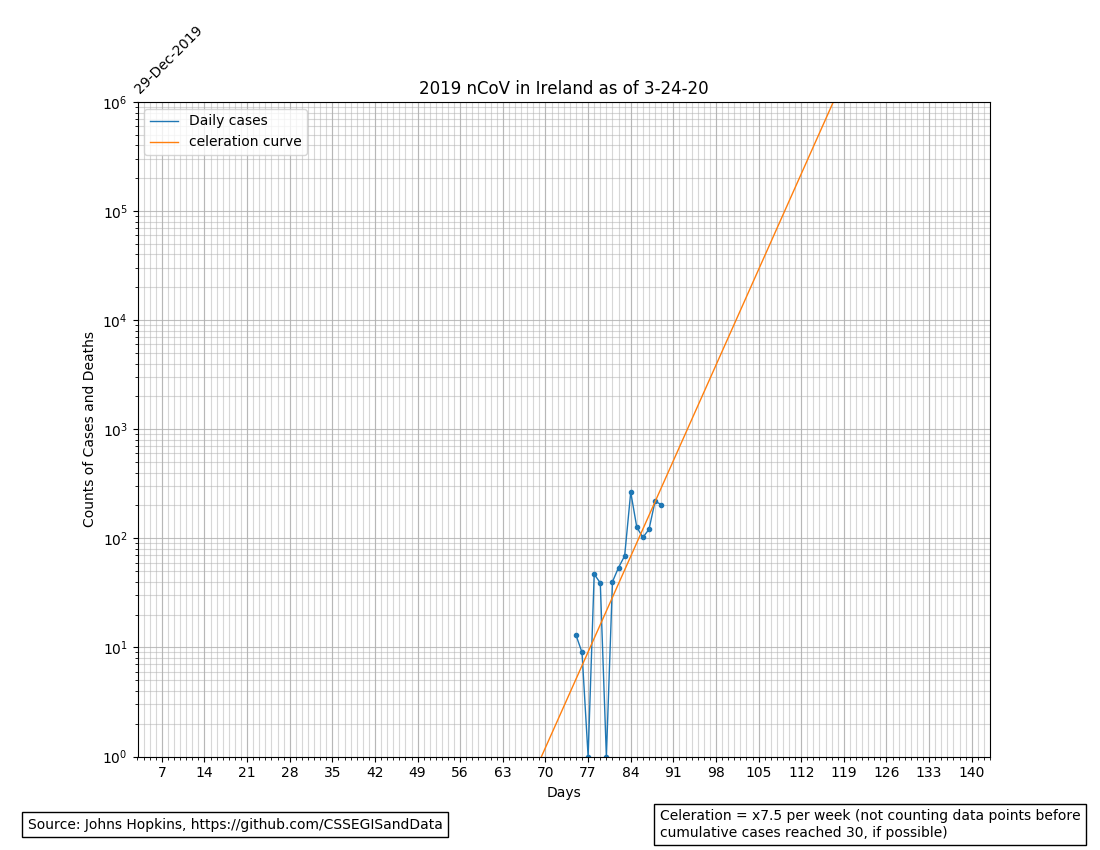 29-Dec-2019
2019 nCoV in Ireland as of 3-24-20
Daily cases
celeration curve
Counts of Cases and Deaths
10^6
10^5
10^4
10^3
10^2
10^1
10^0
7 14 21 28 35 42 49 56 63 70 77 84 91 98 105 112 119 126 133 140
Days
Source: Johns Hopkins, https://github.com/CSSEGISandData
Celeration = x7.5 per week (not counting data points before
cumulative cases reached 30, if possible)